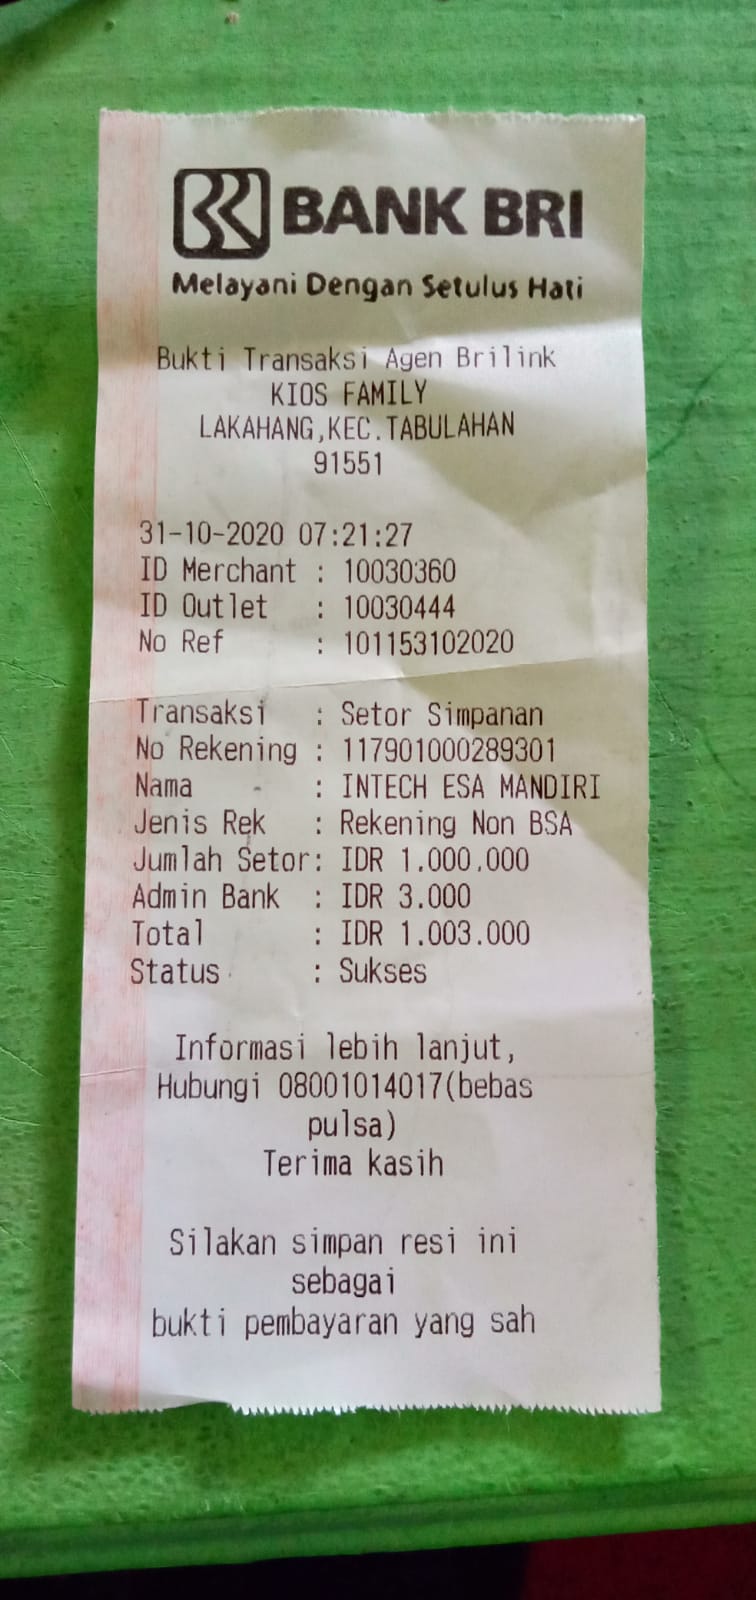 BANK BRI
Melayani Dengan Setulus Hati
Bukti Transaksi Agen Brilink
KIOS FAMILY
LAKAHANG,KEC.TABULAHAN
91551
31-10-2020 07:21:27
ID Merchant : 10030360
ID Outlet : 10030444
No Ref : 101153102020
Transaksi : Setor Simpanan
No Rekening : 117901000289301
Nama : INTECH ESA MANDIRI
Jenis Rek : Rekening Non BSA
Jumlah Setor: IDR 1.000.000
Admin Bank : IDR 3.000
Total : IDR 1.003.000
Status : Sukses
Informasi lebih lanjut,
Hubungi 08001014017(bebas
pulsa)
Terima kasih
Silakan simpan resi ini
sebagai
bukti pembayaran yang sah